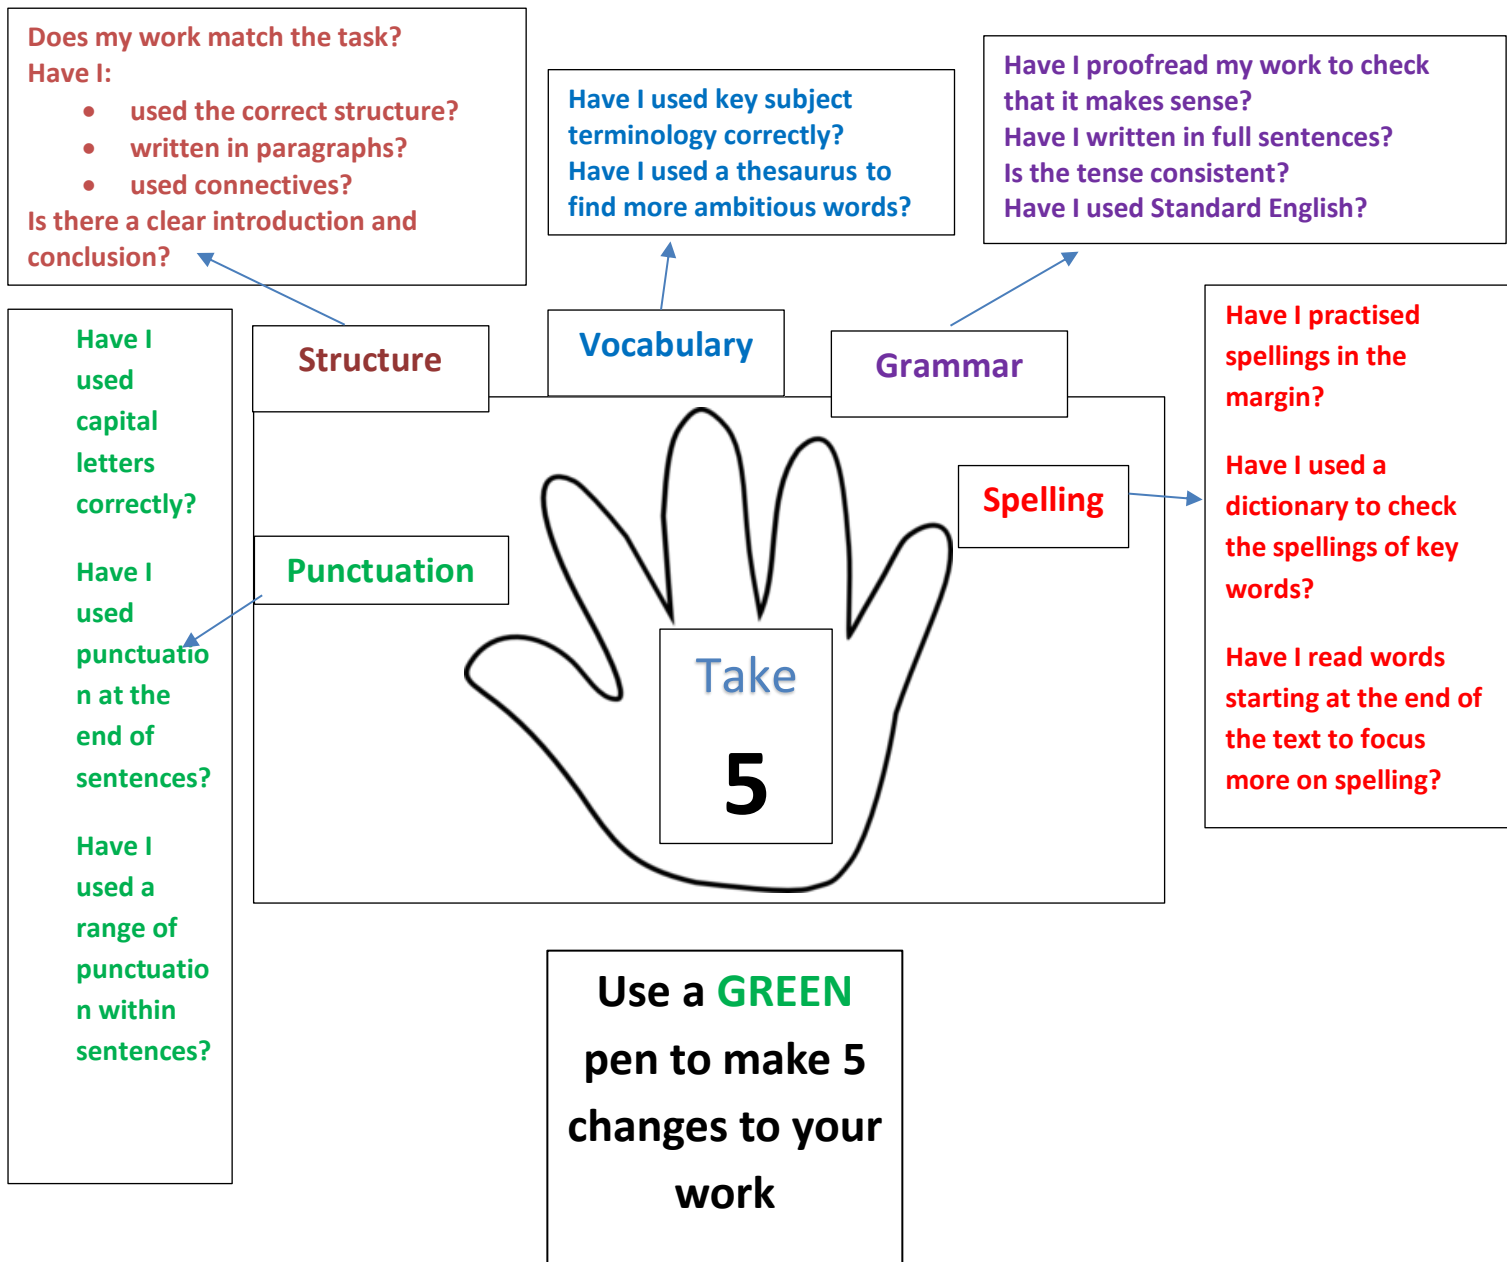 Does my work match the task?
Have I:
• used the correct structure?
• written in paragraphs?
• used connectives?
Is there a clear introduction and
conclusion?
Have I used key subject
terminology correctly?
Have I used a thesaurus to
find more ambitious words?
Have I proofread my work to check
that it makes sense?
Have I written in full sentences?
Is the tense consistent?
Have I used Standard English?
Structure
Vocabulary
Grammar
Have I
used
capital
letters
correctly?
Have I
used
punctuatio
n at the
end of
sentences?
Have I
used a
range of
punctuatio
n within
sentences?
Punctuation
Spelling
Have I practised
spellings in the
margin?
Have I used a
dictionary to check
the spellings of key
words?
Have I read words
starting at the end of
the text to focus
more on spelling?
Take
5
Use a GREEN
pen to make 5
changes to your
work